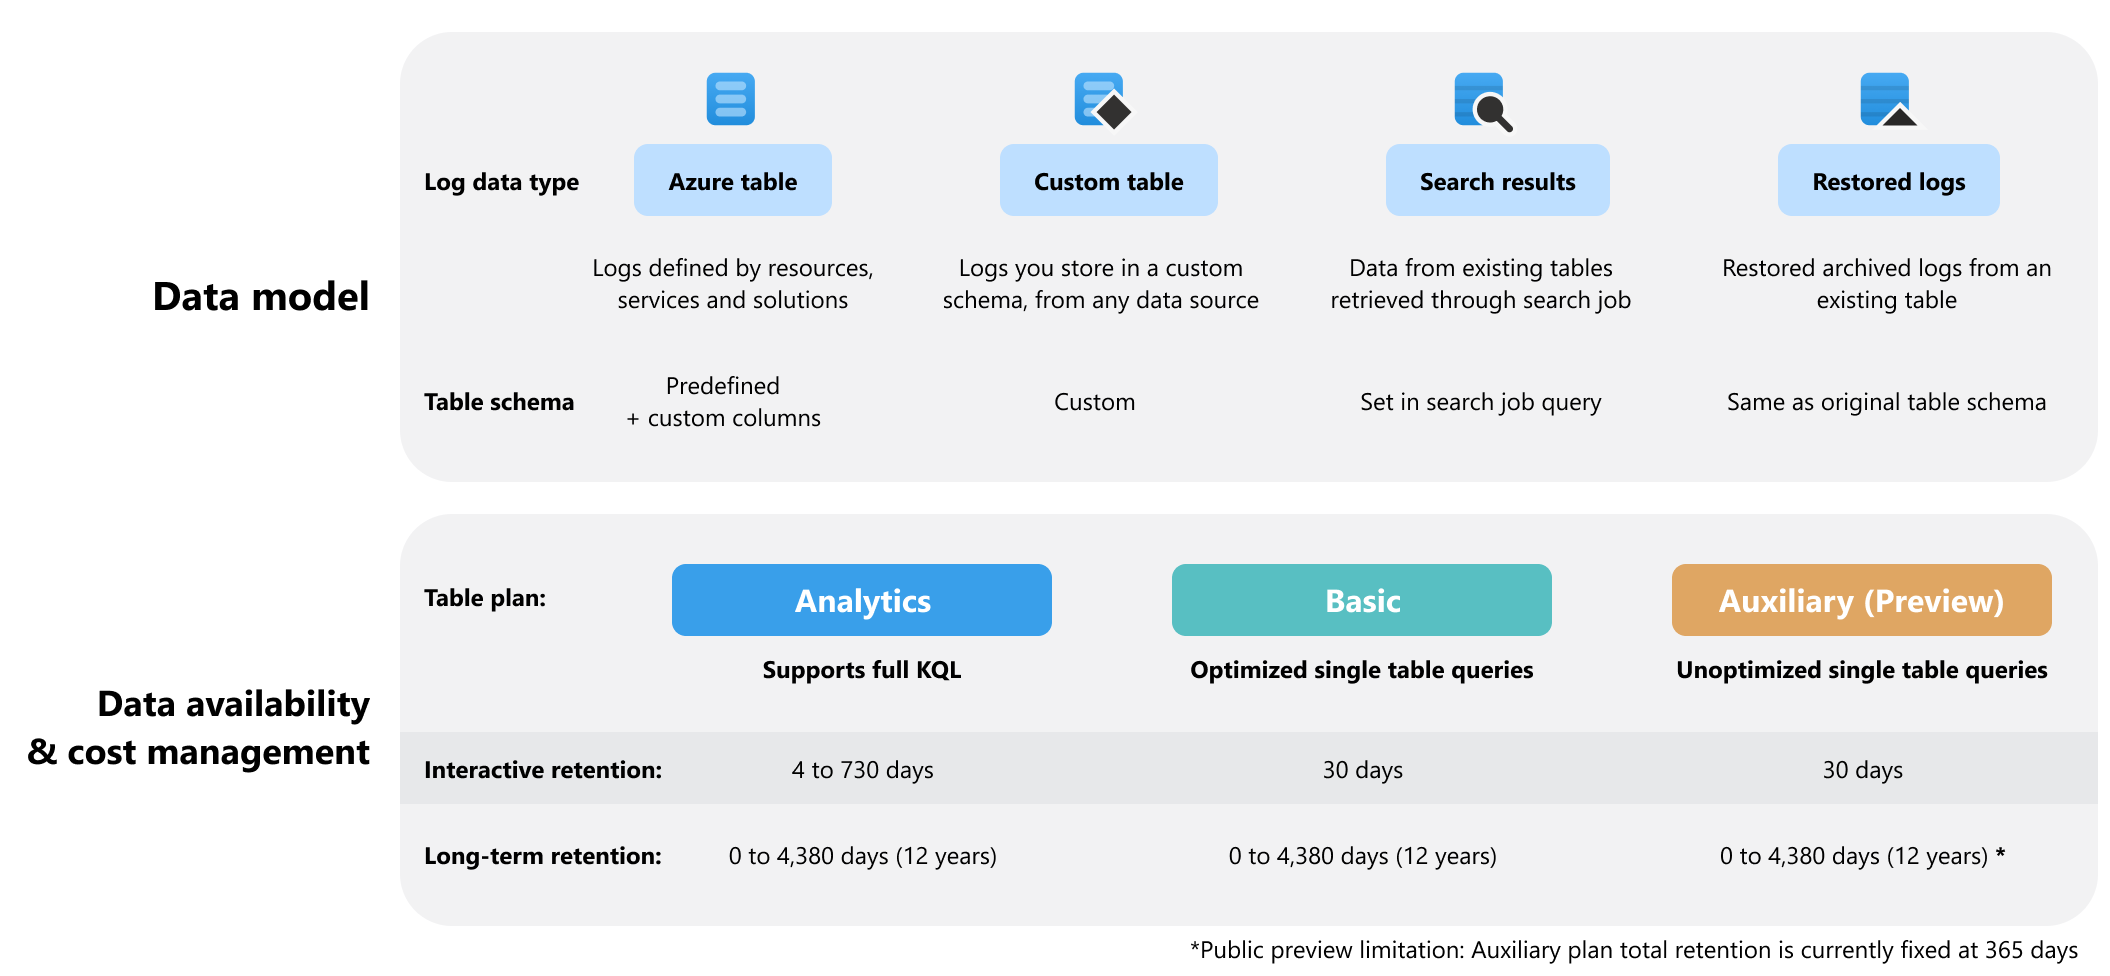 Data model
Log data type
Azure table
Custom table
Search results
Restored logs
Logs defined by resources,
services and solutions
Logs you store in a custom
schema, from any data source
Data from existing tables
retrieved through search job
Restored archived logs from an
existing table
Table schema
Predefined
+ custom columns
Custom
Set in search job query
Same as original table schema
Data availability
& cost management
Table plan:
Analytics
Basic
Auxiliary (Preview)
Supports full KQL
Optimized single table queries
Unoptimized single table queries
Interactive retention:
4 to 730 days
30 days
30 days
Long-term retention:
0 to 4,380 days (12 years)
0 to 4,380 days (12 years)
0 to 4,380 days (12 years) *
*Public preview limitation: Auxiliary plan total retention is currently fixed at 365 days